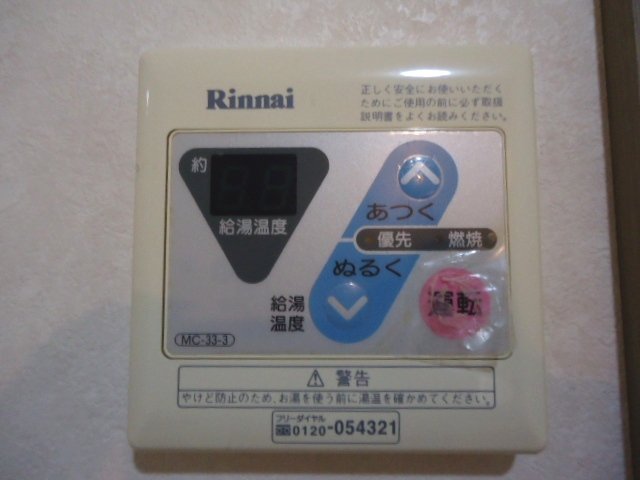 Rinnai
正しく安全にお使いいただく
ためにご使用の前に必ず取扱
説明書をよくお読みください。
約
給湯温度
あつく
優先 燃焼
ぬるく
給湯
温度
運転
MC-33-3
⚠ 警告
やけど防止のため、お湯を使う前に湯温を確かめてください。
フリーダイヤル
0120-054321